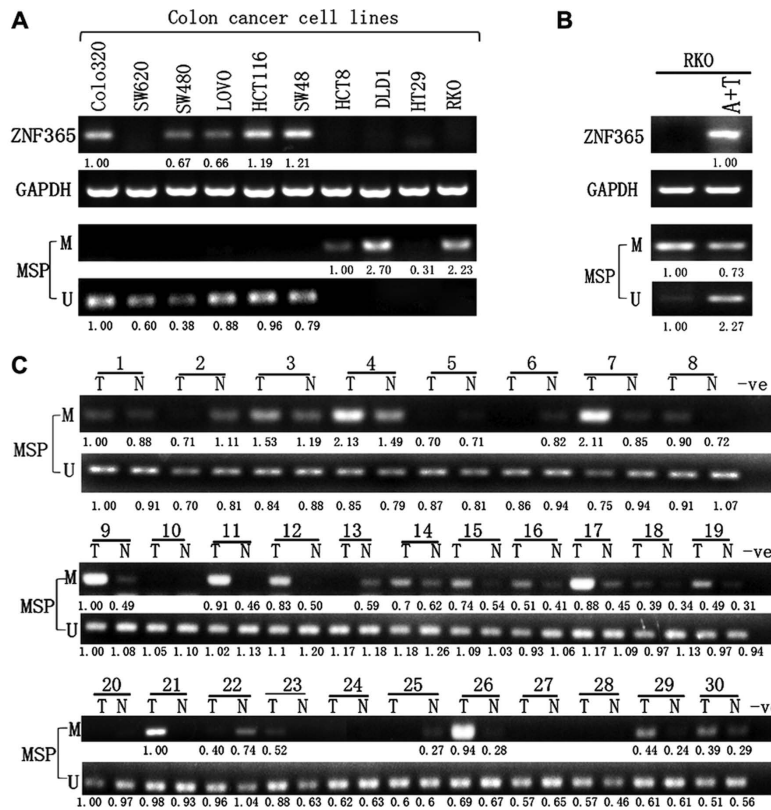 A
Colon cancer cell lines
Colo320 SW620 SW480 LOVO HCT116 SW48 HCT8 DLD1 HT29 RKO
ZNF365
1.00 0.67 0.66 1.19 1.21
GAPDH
MSP
M
1.00 2.70 0.31 2.23
U
1.00 0.60 0.38 0.88 0.96 0.79
B
RKO
A+T
ZNF365
1.00
GAPDH
MSP
M
1.00 0.73
U
1.00 2.27
C
1 2 3 4 5 6 7 8
T N T N T N T N T N T N T N T N -ve
MSP
M
1.00 0.88 0.71 1.11 1.53 1.19 2.13 1.49 0.70 0.71 0.82 2.11 0.85 0.90 0.72
U
1.00 0.91 0.70 0.81 0.84 0.88 0.85 0.79 0.87 0.81 0.86 0.94 0.75 0.94 0.91 1.07
9 10 11 12 13 14 15 16 17 18 19
T N T N T N T N T N T N T N T N T N T N T N -ve
MSP
M
1.00 0.49 0.91 0.46 0.83 0.50 0.59 0.7 0.62 0.74 0.54 0.51 0.41 0.88 0.45 0.39 0.34 0.49 0.31
U
1.00 1.08 1.05 1.10 1.02 1.13 1.1 1.20 1.17 1.18 1.18 1.26 1.09 1.03 0.93 1.06 1.17 1.09 0.97 1.13 0.97 0.94
20 21 22 23 24 25 26 27 28 29 30
T N T N T N T N T N T N T N T N T N T N T N -ve
MSP
M
1.00 0.40 0.74 0.52 0.27 0.94 0.28 0.44 0.24 0.39 0.29
U
1.00 0.97 0.98 0.93 0.96 1.04 0.88 0.63 0.62 0.63 0.6 0.6 0.69 0.67 0.57 0.65 0.57 0.46 0.61 0.61 0.51 0.56